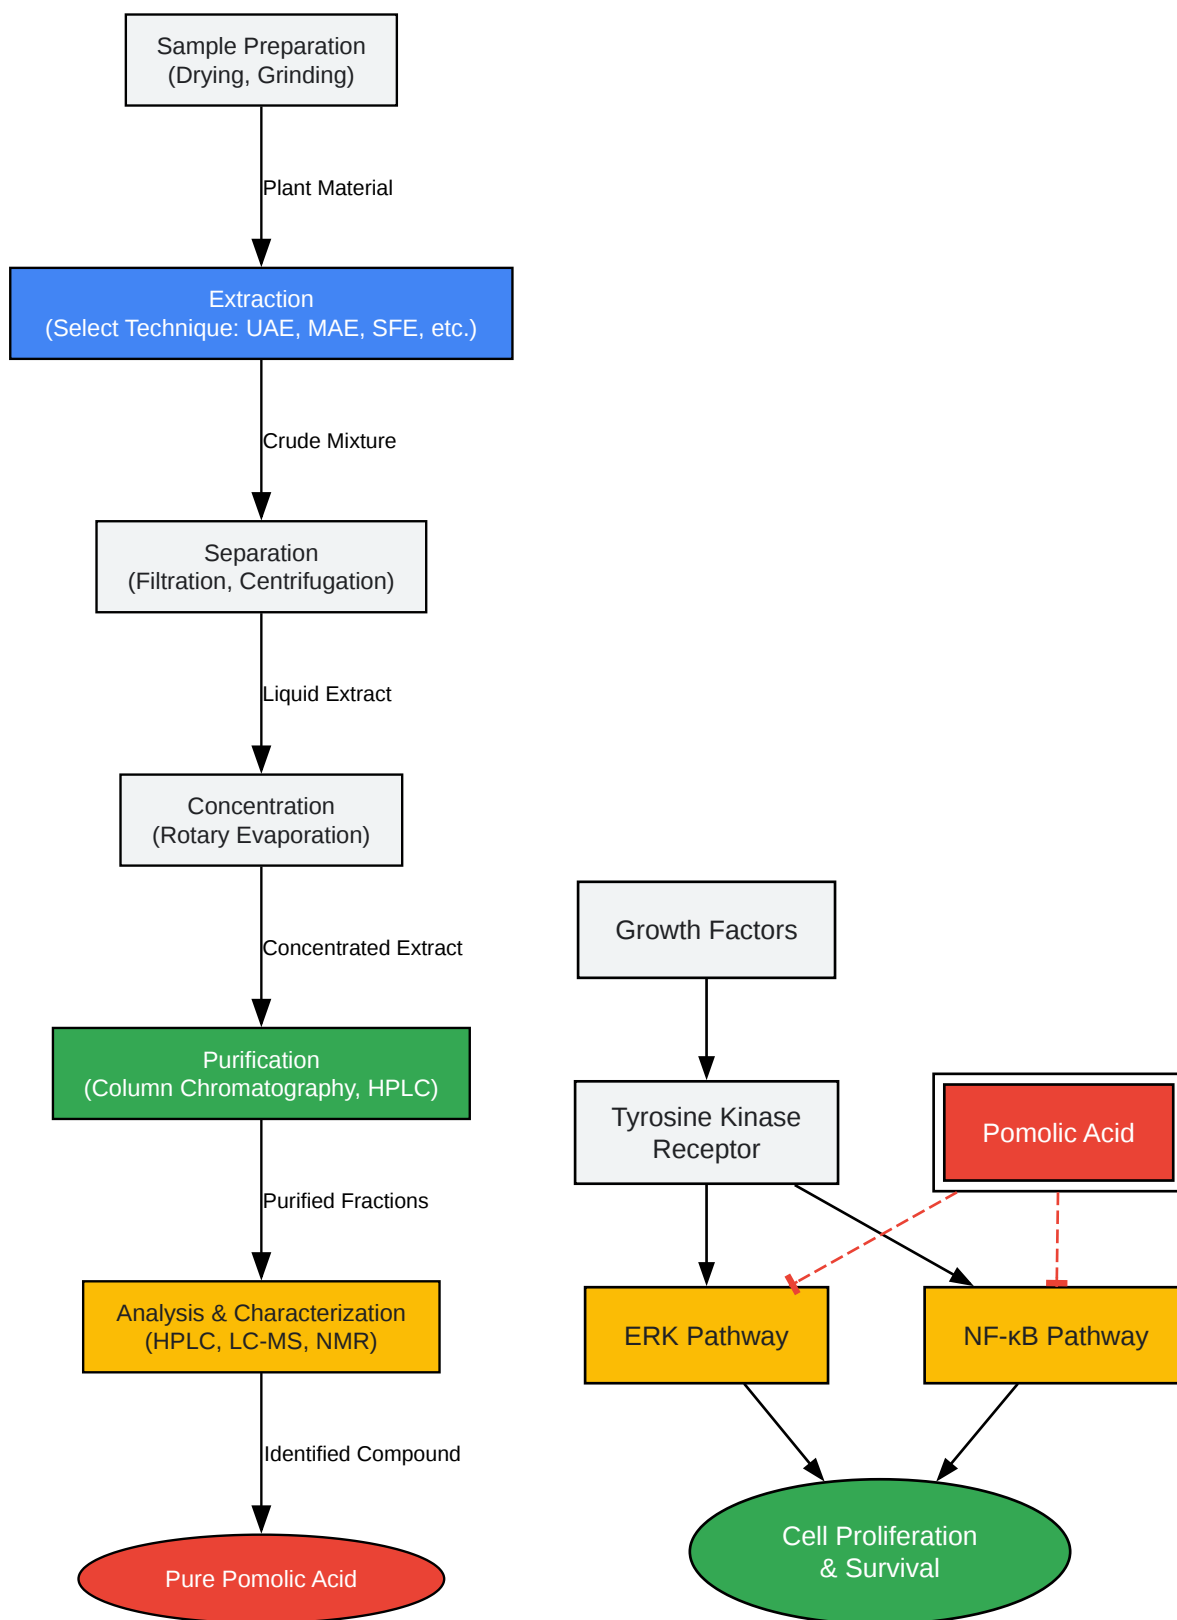 Sample Preparation
(Drying, Grinding)
Plant Material
Extraction
(Select Technique: UAE, MAE, SFE, etc.)
Crude Mixture
Separation
(Filtration, Centrifugation)
Liquid Extract
Concentration
(Rotary Evaporation)
Concentrated Extract
Purification
(Column Chromatography, HPLC)
Purified Fractions
Analysis & Characterization
(HPLC, LC-MS, NMR)
Identified Compound
Pure Pomolic Acid
Growth Factors
Tyrosine Kinase
Receptor
Pomolic Acid
ERK Pathway
NF-κB Pathway
Cell Proliferation
& Survival